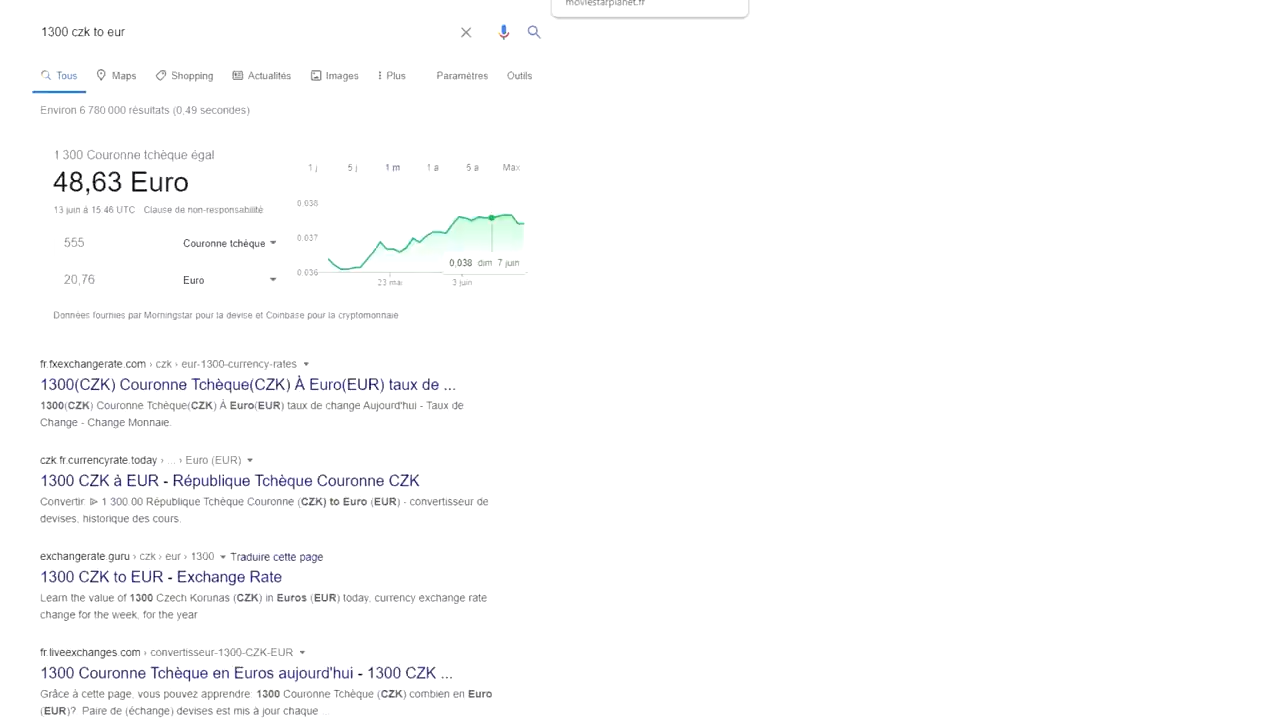 moviestarplanet.fr
1300 czk to eur
Tous Maps Shopping Actualités Images Plus Paramètres Outils
Environ 6 780 000 résultats (0,49 secondes)
1 300 Couronne tchèque égal
48,63 Euro
13 juin à 15:46 UTC Clause de non-responsabilité
555 Couronne tchèque
20,76 Euro
1 j 5 j 1 m 1 a 5 a Max
0.038
0.037
0.036
0,038 dim. 7 juin
23 mai 3 juin
Données fournies par Morningstar pour la devise et Coinbase pour la cryptomonnaie
fr.fxexchangerate.com › czk › eur-1300-currency-rates
1300(CZK) Couronne Tchèque(CZK) À Euro(EUR) taux de ...
1300(CZK) Couronne Tchèque(CZK) À Euro(EUR) taux de change Aujourd'hui - Taux de
Change - Change Monnaie.
czk.fr.currencyrate.today › ... › Euro (EUR)
1300 CZK à EUR - République Tchèque Couronne CZK
Convertir: ⩥ 1 300.00 République Tchèque Couronne (CZK) to Euro (EUR) - convertisseur de
devises, historique des cours.
exchangerate.guru › czk › eur › 1300 Traduire cette page
1300 CZK to EUR - Exchange Rate
Learn the value of 1300 Czech Korunas (CZK) in Euros (EUR) today, currency exchange rate
change for the week, for the year
fr.liveexchanges.com › convertisseur-1300-CZK-EUR
1300 Couronne Tchèque en Euros aujourd'hui - 1300 CZK ...
Grâce à cette page, vous pouvez apprendre: 1300 Couronne Tchèque (CZK) combien en Euro
(EUR)? Paire de (échange) devises est mis à jour chaque ...